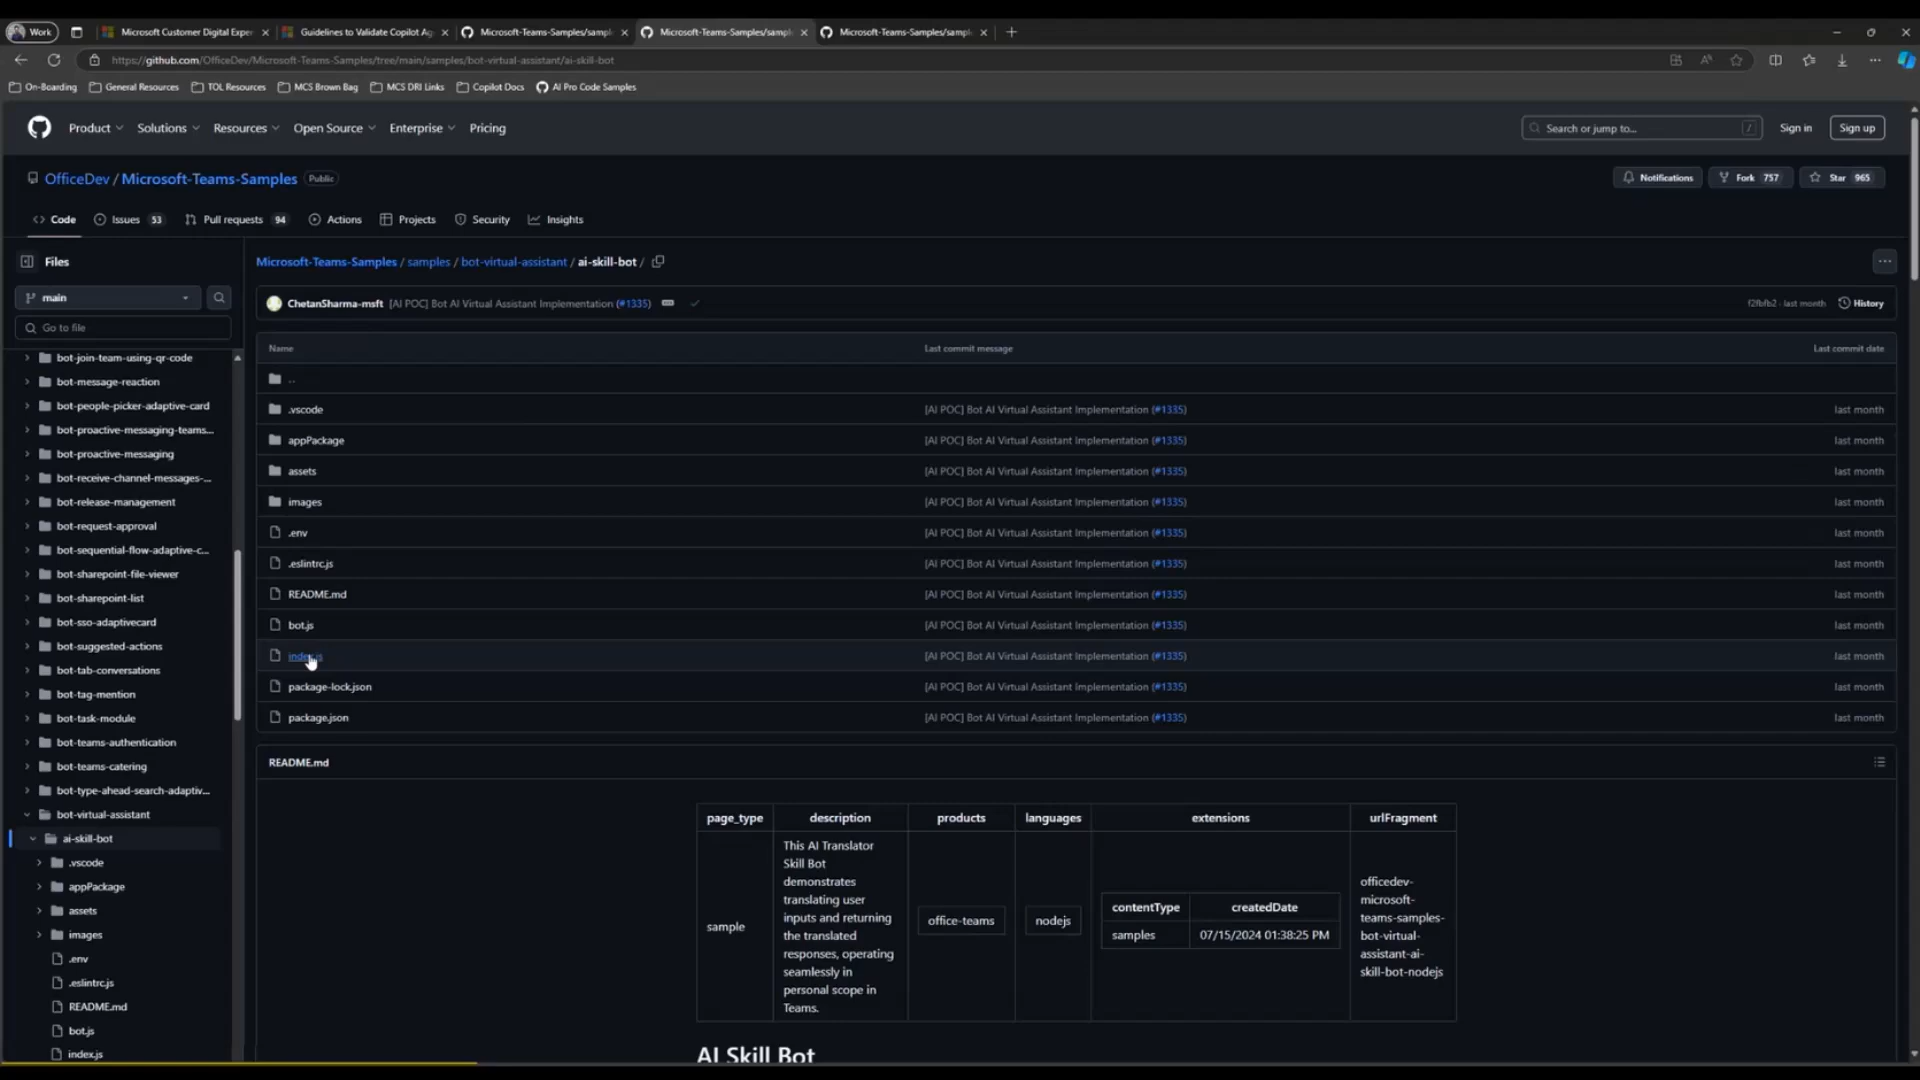 Work
Microsoft Customer Digital Exper
Guidelines to Validate Copilot Ag
Microsoft-Teams-Samples/sampl
Microsoft-Teams-Samples/sampl
Microsoft-Teams-Samples/sampl
https://github.com/OfficeDev/Microsoft-Teams-Samples/tree/main/samples/bot-virtual-assistant/ai-skill-bot
On-Boarding
General Resources
TOL Resources
MCS Brown Bag
MCS DRI Links
Copilot Docs
AI Pro Code Samples
Product
Solutions
Resources
Open Source
Enterprise
Pricing
Search or jump to...
/
Sign in
Sign up
OfficeDev / Microsoft-Teams-Samples
Public
Notifications
Fork 757
Star 965
Code
Issues 53
Pull requests 94
Actions
Projects
Security
Insights
Files
Microsoft-Teams-Samples / samples / bot-virtual-assistant / ai-skill-bot /
main
ChetanSharma-msft [AI POC] Bot AI Virtual Assistant Implementation (#1335)
f2fbfb2 · last month
History
Go to file
Name Last commit message Last commit date
..
.vscode [AI POC] Bot AI Virtual Assistant Implementation (#1335) last month
appPackage [AI POC] Bot AI Virtual Assistant Implementation (#1335) last month
assets [AI POC] Bot AI Virtual Assistant Implementation (#1335) last month
images [AI POC] Bot AI Virtual Assistant Implementation (#1335) last month
.env [AI POC] Bot AI Virtual Assistant Implementation (#1335) last month
.eslintrc.js [AI POC] Bot AI Virtual Assistant Implementation (#1335) last month
README.md [AI POC] Bot AI Virtual Assistant Implementation (#1335) last month
bot.js [AI POC] Bot AI Virtual Assistant Implementation (#1335) last month
index.js [AI POC] Bot AI Virtual Assistant Implementation (#1335) last month
package-lock.json [AI POC] Bot AI Virtual Assistant Implementation (#1335) last month
package.json [AI POC] Bot AI Virtual Assistant Implementation (#1335) last month
bot-join-team-using-qr-code
bot-message-reaction
bot-people-picker-adaptive-card
bot-proactive-messaging-teams...
bot-proactive-messaging
bot-receive-channel-messages-...
bot-release-management
bot-request-approval
bot-sequential-flow-adaptive-c...
bot-sharepoint-file-viewer
bot-sharepoint-list
bot-sso-adaptivecard
bot-suggested-actions
bot-tab-conversations
bot-tag-mention
bot-task-module
bot-teams-authentication
bot-teams-catering
bot-type-ahead-search-adaptiv...
bot-virtual-assistant
ai-skill-bot
.vscode
appPackage
assets
images
.env
.eslintrc.js
README.md
bot.js
index.js
README.md
page_type description products languages extensions urlFragment
sample
This AI Translator
Skill Bot
demonstrates
translating user
inputs and returning
the translated
responses, operating
seamlessly in
personal scope in
Teams.
office-teams
nodejs
contentType createdDate
samples 07/15/2024 01:38:25 PM
officedev-
microsoft-
teams-samples-
bot-virtual-
assistant-ai-
skill-bot-nodejs
AI Skill Bot